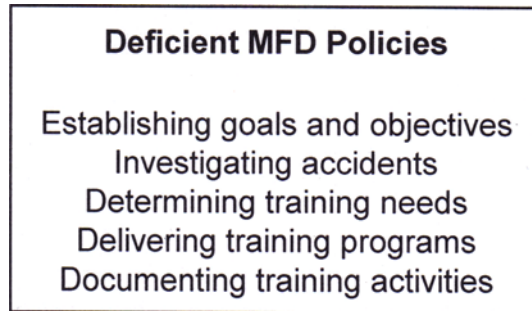 Deficient MFD Policies
Establishing goals and objectives
Investigating accidents
Determining training needs
Delivering training programs
Documenting training activities